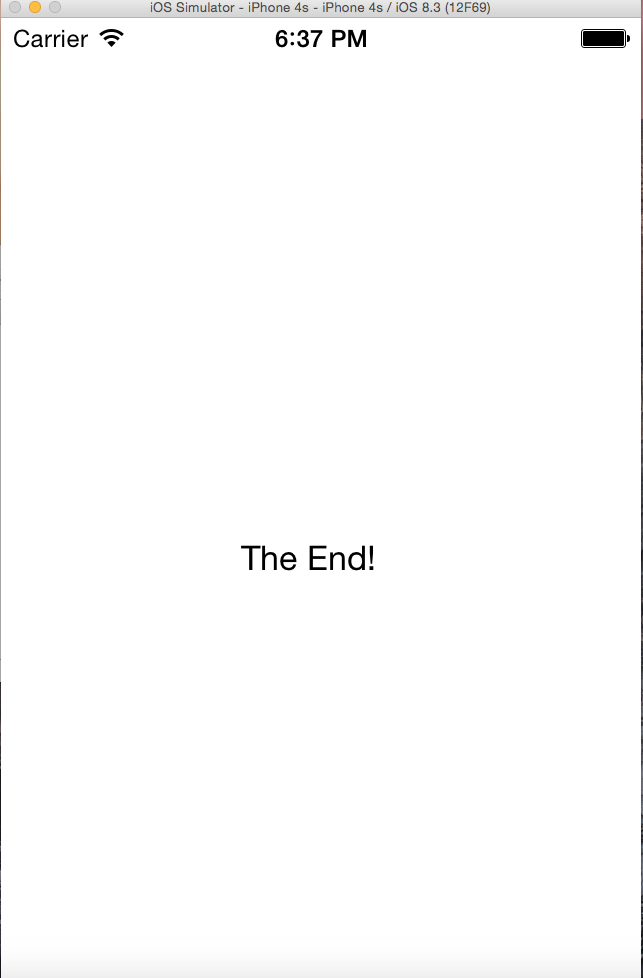 iOS Simulator - iPhone 4s - iPhone 4s / iOS 8.3 (12F69)
Carrier 6:37 PM
The End!